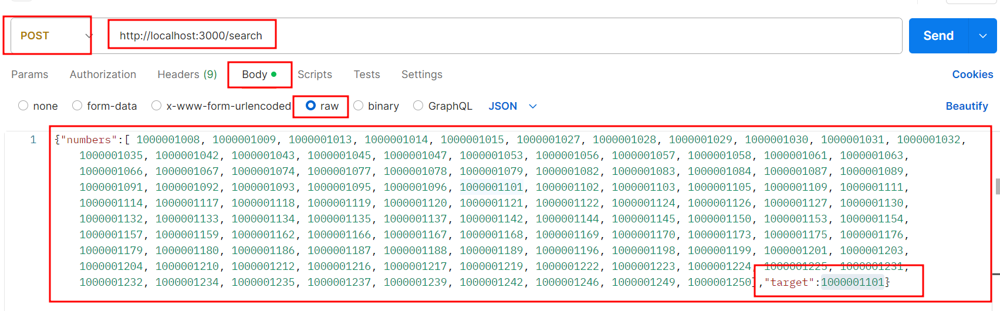 POST http://localhost:3000/search Send
Params Authorization Headers (9) Body Scripts Tests Settings Cookies
none form-data x-www-form-urlencoded raw binary GraphQL JSON Beautify
1 {"numbers":[ 1000001008, 1000001009, 1000001013, 1000001014, 1000001015, 1000001027, 1000001028, 1000001029, 1000001030, 1000001031, 1000001032,
1000001035, 1000001042, 1000001043, 1000001045, 1000001047, 1000001053, 1000001056, 1000001057, 1000001058, 1000001061, 1000001063,
1000001066, 1000001067, 1000001074, 1000001077, 1000001078, 1000001079, 1000001082, 1000001083, 1000001084, 1000001087, 1000001089,
1000001091, 1000001092, 1000001093, 1000001095, 1000001096, 1000001101, 1000001102, 1000001103, 1000001105, 1000001109, 1000001111,
1000001114, 1000001117, 1000001118, 1000001119, 1000001120, 1000001121, 1000001122, 1000001124, 1000001126, 1000001127, 1000001130,
1000001132, 1000001133, 1000001134, 1000001135, 1000001137, 1000001142, 1000001144, 1000001145, 1000001150, 1000001153, 1000001154,
1000001157, 1000001159, 1000001162, 1000001166, 1000001167, 1000001168, 1000001169, 1000001170, 1000001173, 1000001175, 1000001176,
1000001179, 1000001180, 1000001186, 1000001187, 1000001188, 1000001189, 1000001196, 1000001198, 1000001199, 1000001201, 1000001203,
1000001204, 1000001210, 1000001212, 1000001216, 1000001217, 1000001219, 1000001222, 1000001223, 1000001224, 1000001225, 1000001231,
1000001232, 1000001234, 1000001235, 1000001237, 1000001239, 1000001242, 1000001246, 1000001249, 1000001250],"target":1000001101}